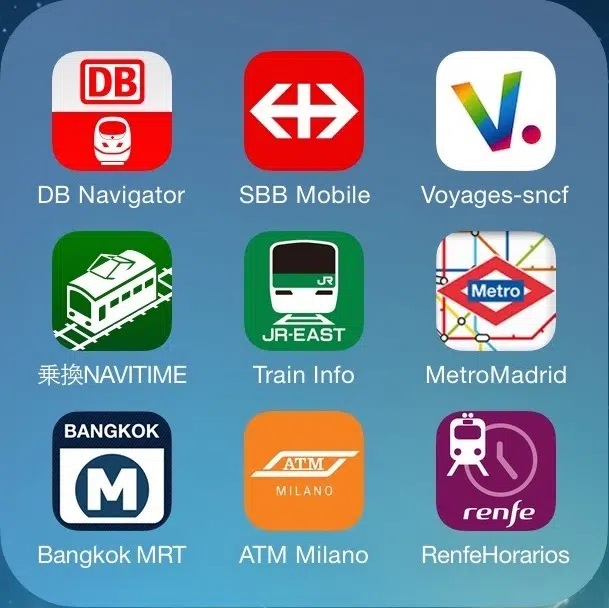 DB
DB Navigator
SBB Mobile
V.
Voyages-sncf
乗換NAVITIME
JR
JR-EAST
Train Info
Metro
MetroMadrid
BANGKOK
M
Bangkok MRT
ATM
MILANO
ATM Milano
renfe
RenfeHorarios